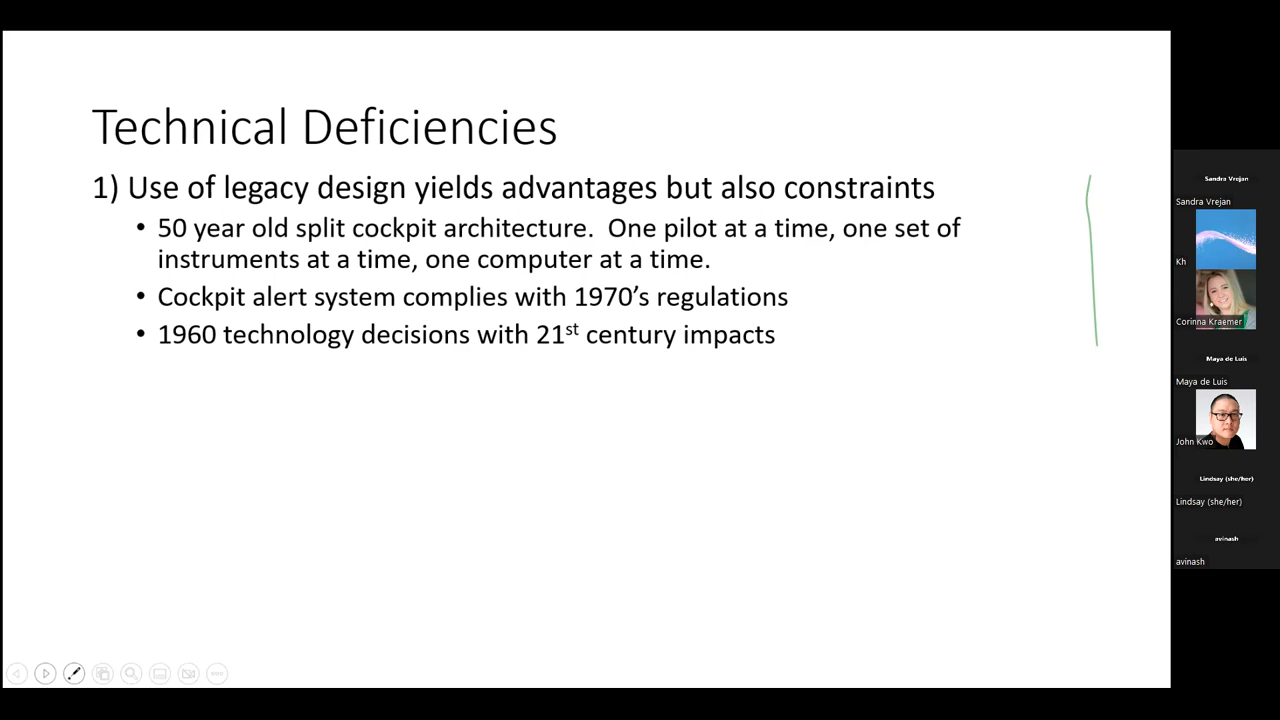 Technical Deficiencies
1) Use of legacy design yields advantages but also constraints
• 50 year old split cockpit architecture.  One pilot at a time, one set of
instruments at a time, one computer at a time.
• Cockpit alert system complies with 1970’s regulations
• 1960 technology decisions with 21st century impacts
Sandra Vrejan
Sandra Vrejan
Kh
Corinna Kraemer
Maya de Luis
Maya de Luis
John Kwo
Lindsay (she/her)
Lindsay (she/her)
avinash
avinash